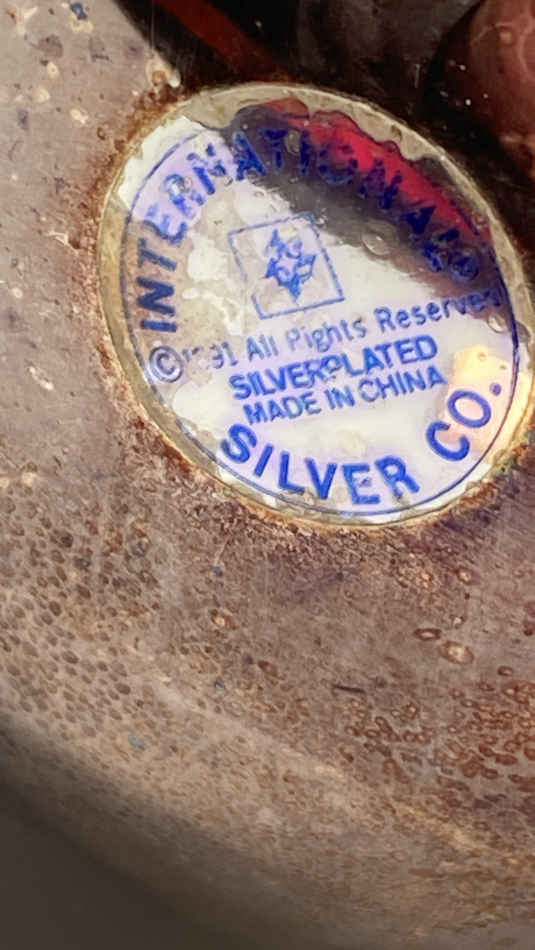 INTERNATIONAL®
© 1991 All Rights Reserved
SILVERPLATED
MADE IN CHINA
SILVER CO.